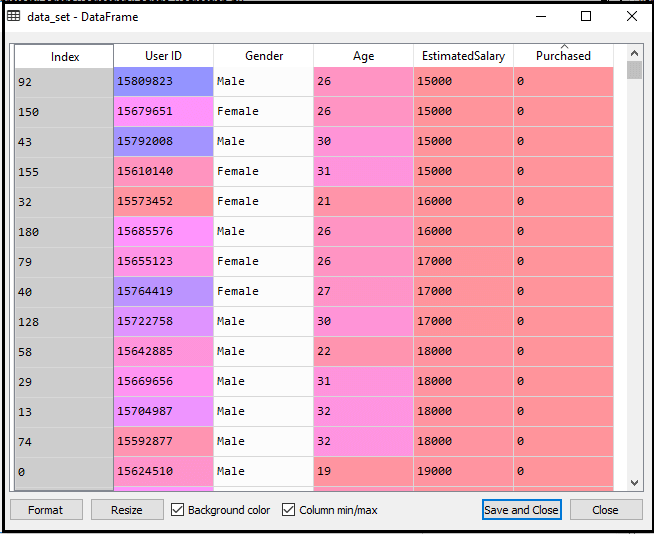 data_set - DataFrame
Index User ID Gender Age EstimatedSalary Purchased
92 15809823 Male 26 15000 0
150 15679651 Female 26 15000 0
43 15792008 Male 30 15000 0
155 15610140 Female 31 15000 0
32 15573452 Female 21 16000 0
180 15685576 Male 26 16000 0
79 15655123 Female 26 17000 0
40 15764419 Female 27 17000 0
128 15722758 Male 30 17000 0
58 15642885 Male 22 18000 0
29 15669656 Male 31 18000 0
13 15704987 Male 32 18000 0
74 15592877 Male 32 18000 0
0 15624510 Male 19 19000 0
Format Resize Background color Column min/max Save and Close Close